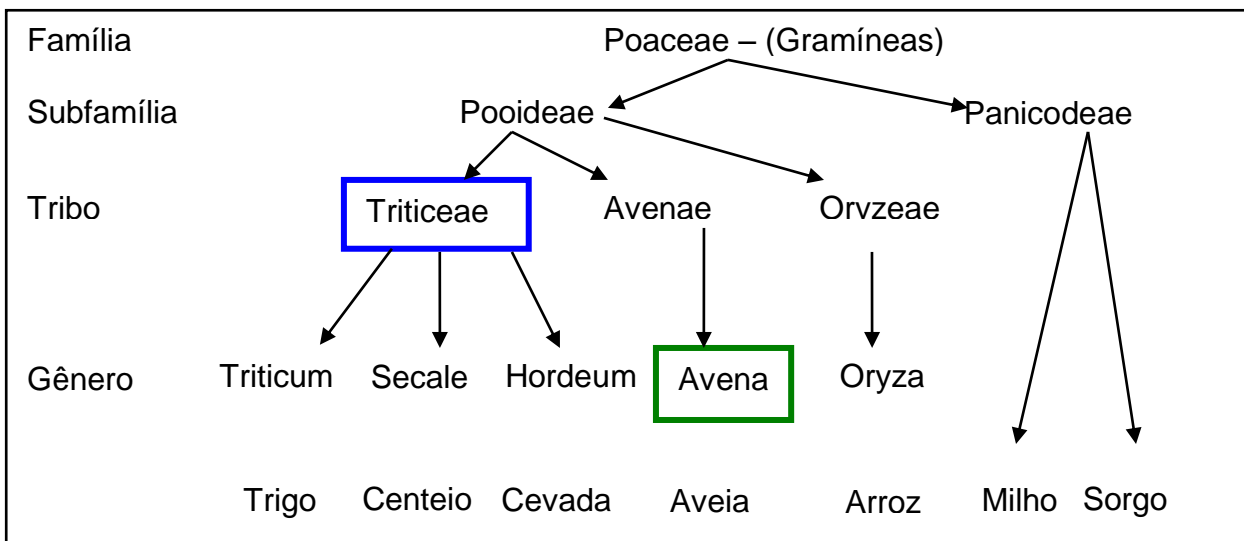 Família Poaceae – (Gramíneas)
Subfamília Pooideae Panicodeae
Tribo Triticeae Avenae Orvzeae
Gênero Triticum Secale Hordeum Avena Oryza
Trigo Centeio Cevada Aveia Arroz Milho Sorgo